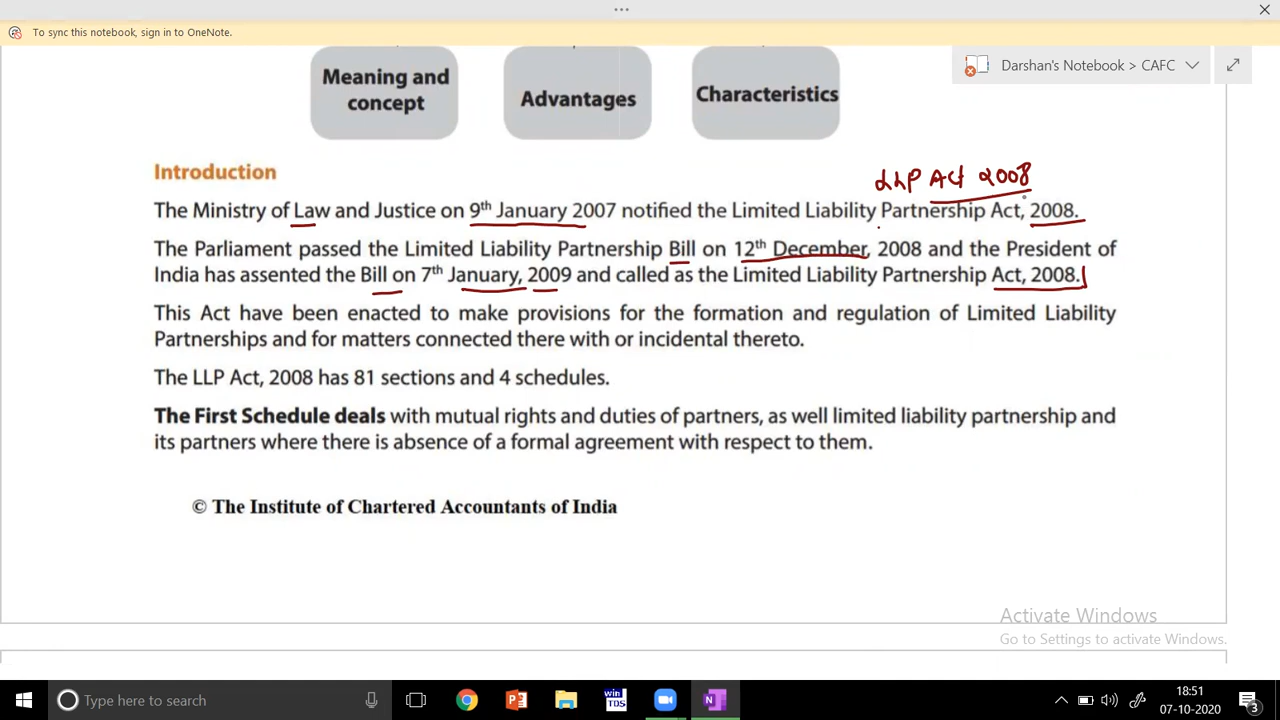 To sync this notebook, sign in to OneNote.
Darshan's Notebook > CAFC
Meaning and
concept
Advantages
Characteristics
Introduction
LLP Act 2008
The Ministry of Law and Justice on 9th January 2007 notified the Limited Liability Partnership Act, 2008.
The Parliament passed the Limited Liability Partnership Bill on 12th December, 2008 and the President of
India has assented the Bill on 7th January, 2009 and called as the Limited Liability Partnership Act, 2008.
This Act have been enacted to make provisions for the formation and regulation of Limited Liability
Partnerships and for matters connected there with or incidental thereto.
The LLP Act, 2008 has 81 sections and 4 schedules.
The First Schedule deals with mutual rights and duties of partners, as well limited liability partnership and
its partners where there is absence of a formal agreement with respect to them.
© The Institute of Chartered Accountants of India
Activate Windows
Go to Settings to activate Windows.
Type here to search
win
TDS
18:51
07-10-2020
3